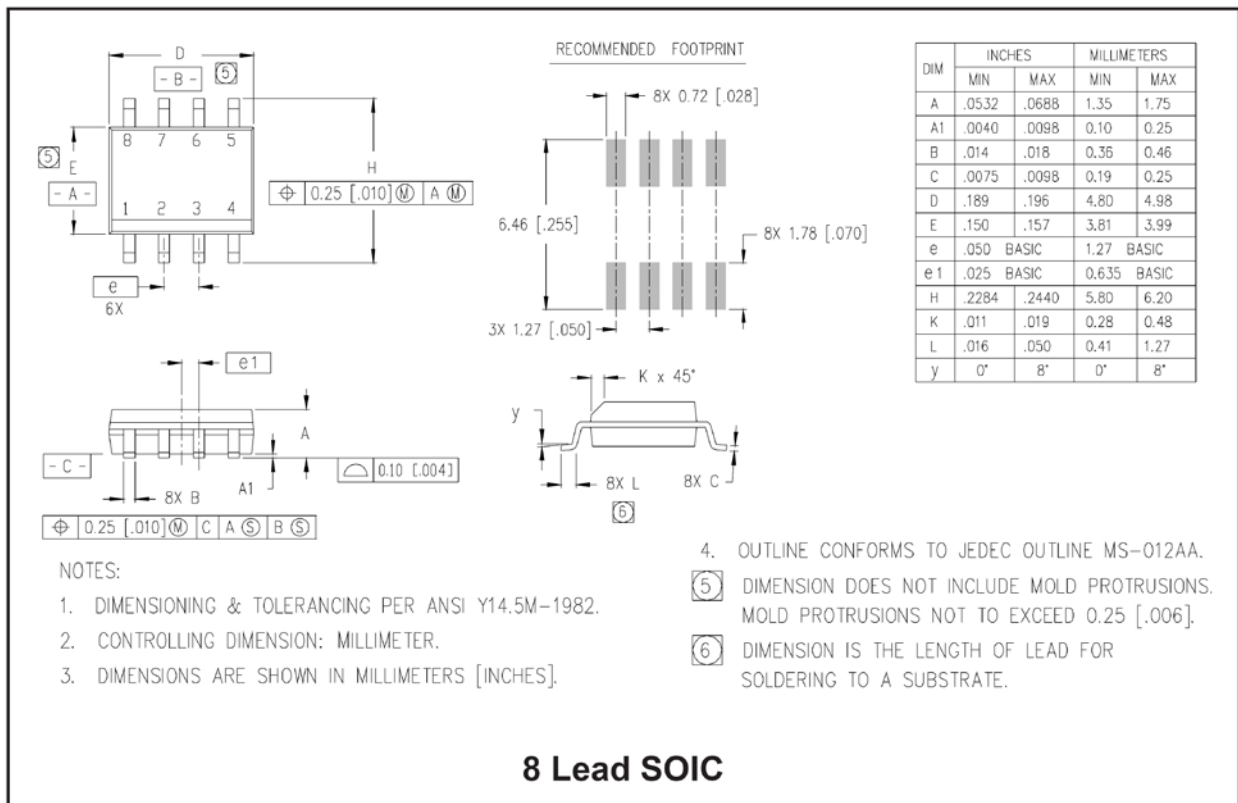 D
- B -
5
8 7 6 5
5
E
- A -
H
⌖ 0.25 [.010] Ⓜ A Ⓜ
1 2 3 4
e
6X
RECOMMENDED FOOTPRINT
8X 0.72 [.028]
6.46 [.255]
8X 1.78 [.070]
3X 1.27 [.050]
DIM INCHES MILLIMETERS
MIN MAX MIN MAX
A .0532 .0688 1.35 1.75
A1 .0040 .0098 0.10 0.25
B .014 .018 0.36 0.46
C .0075 .0098 0.19 0.25
D .189 .196 4.80 4.98
E .150 .157 3.81 3.99
e .050 BASIC 1.27 BASIC
e1 .025 BASIC 0.635 BASIC
H .2284 .2440 5.80 6.20
K .011 .019 0.28 0.48
L .016 .050 0.41 1.27
y 0° 8° 0° 8°
e1
A
- C -
A1
8X B
⌓ 0.10 [.004]
⌖ 0.25 [.010] Ⓜ C A Ⓢ B Ⓢ
K x 45°
y
8X L
8X C
6
NOTES:
1. DIMENSIONING & TOLERANCING PER ANSI Y14.5M-1982.
2. CONTROLLING DIMENSION: MILLIMETER.
3. DIMENSIONS ARE SHOWN IN MILLIMETERS [INCHES].
4. OUTLINE CONFORMS TO JEDEC OUTLINE MS-012AA.
5 DIMENSION DOES NOT INCLUDE MOLD PROTRUSIONS.
MOLD PROTRUSIONS NOT TO EXCEED 0.25 [.006].
6 DIMENSION IS THE LENGTH OF LEAD FOR
SOLDERING TO A SUBSTRATE.
8 Lead SOIC